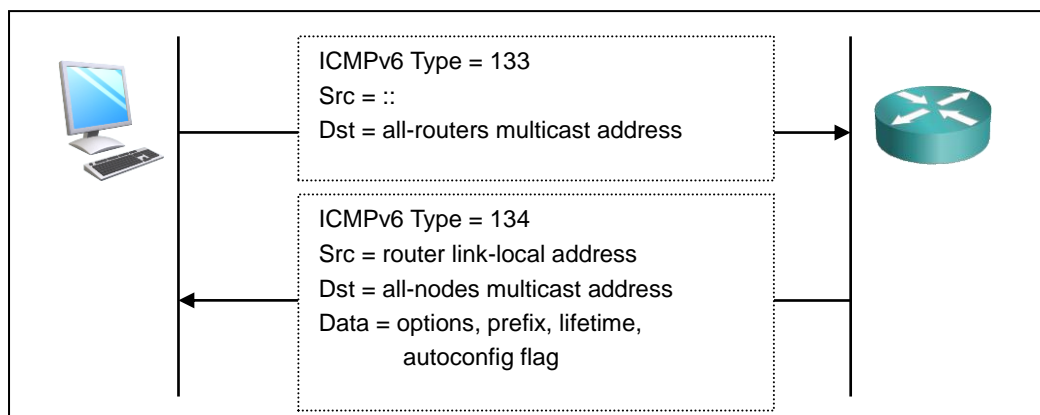 ICMPv6 Type = 133
Src = ::
Dst = all-routers multicast address
ICMPv6 Type = 134
Src = router link-local address
Dst = all-nodes multicast address
Data = options, prefix, lifetime,
autoconfig flag